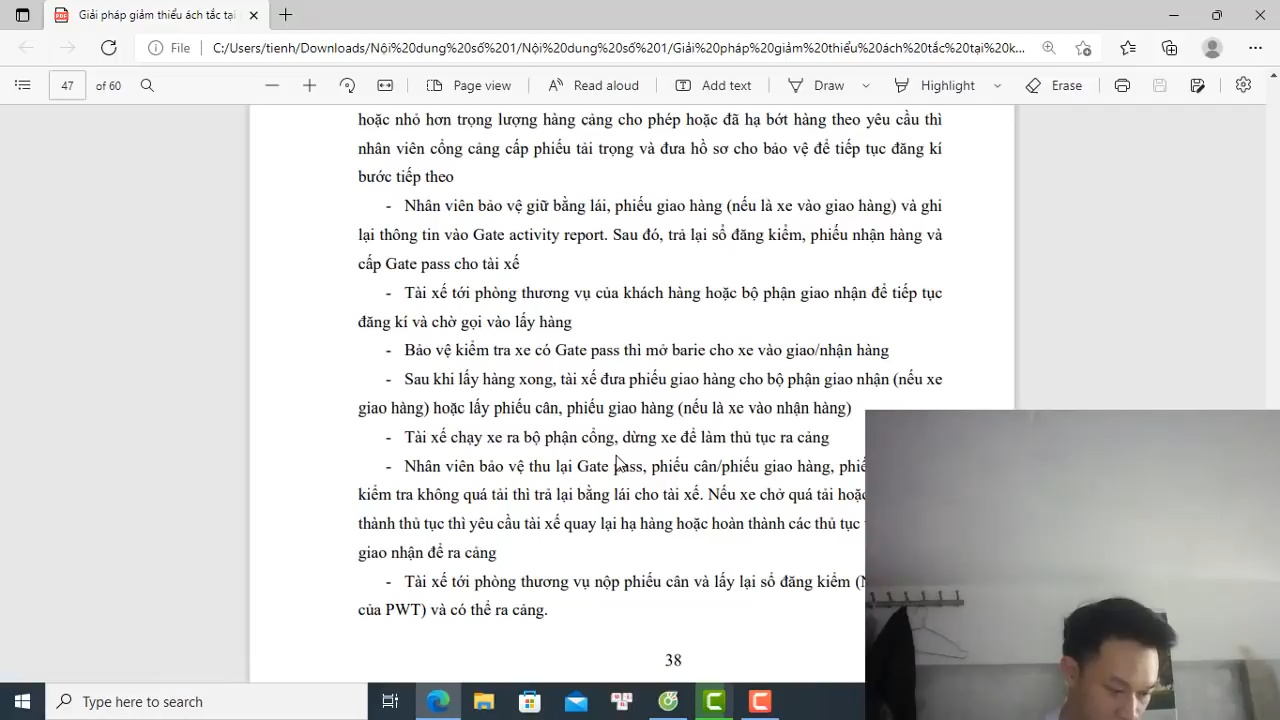 Giải pháp giảm thiểu ách tắc tại
File
C:/Users/tienh/Downloads/Nội%20dung%20số%201/Nội%20dung%20số%201/Giải%20pháp%20giảm%20thiểu%20ách%20tắc%20tại%20k...
47 of 60
Page view
Read aloud
Add text
Draw
Highlight
Erase
hoặc nhỏ hơn trọng lượng hàng cảng cho phép hoặc đã hạ bớt hàng theo yêu cầu thì
nhân viên cổng cảng cấp phiếu tải trọng và đưa hồ sơ cho bảo vệ để tiếp tục đăng kí
bước tiếp theo
- Nhân viên bảo vệ giữ bằng lái, phiếu giao hàng (nếu là xe vào giao hàng) và ghi
lại thông tin vào Gate activity report. Sau đó, trả lại sổ đăng kiểm, phiếu nhận hàng và
cấp Gate pass cho tài xế
- Tài xế tới phòng thương vụ của khách hàng hoặc bộ phận giao nhận để tiếp tục
đăng kí và chờ gọi vào lấy hàng
- Bảo vệ kiểm tra xe có Gate pass thì mở barie cho xe vào giao/nhận hàng
- Sau khi lấy hàng xong, tài xế đưa phiếu giao hàng cho bộ phận giao nhận (nếu xe
giao hàng) hoặc lấy phiếu cân, phiếu giao hàng (nếu là xe vào nhận hàng)
- Tài xế chạy xe ra bộ phận cổng, dừng xe để làm thủ tục ra cảng
- Nhân viên bảo vệ thu lại Gate pass, phiếu cân/phiếu giao hàng,
kiểm tra không quá tải thì trả lại bằng lái cho tài xế. Nếu xe chở quá tải hoặc
thành thủ tục thì yêu cầu tài xế quay lại hạ hàng hoặc hoàn thành các thủ tục
giao nhận để ra cảng
- Tài xế tới phòng thương vụ nộp phiếu cân và lấy lại sổ đăng kiểm
của PWT) và có thể ra cảng.
38
Type here to search